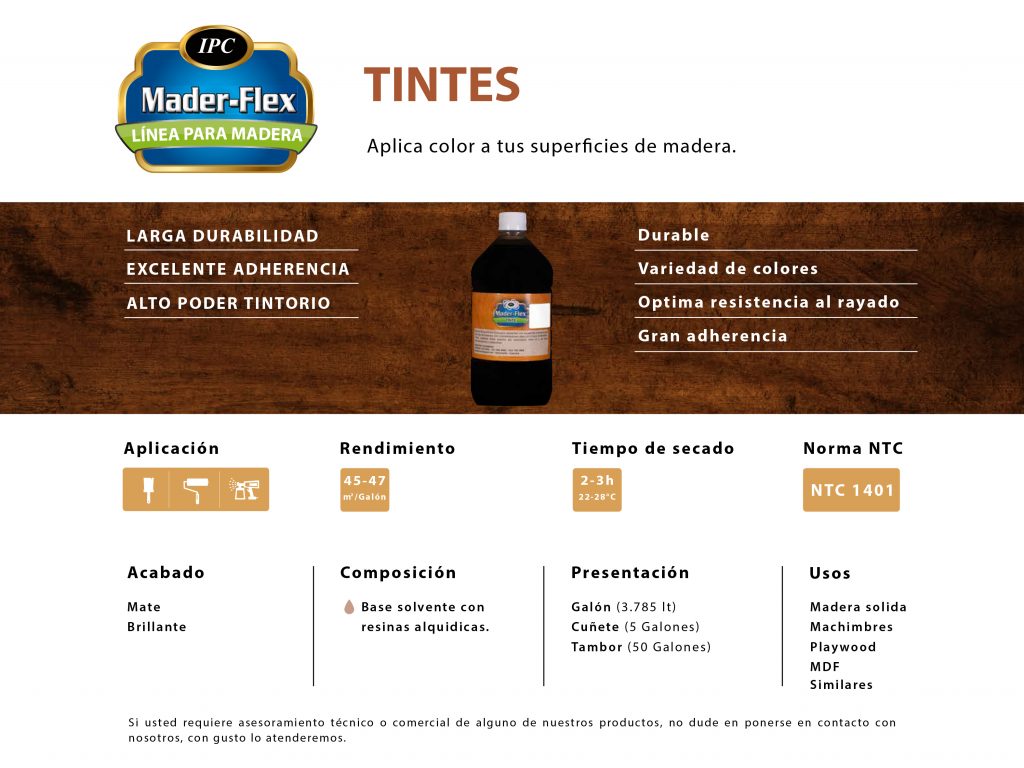 IPC
Mader-Flex
LÍNEA PARA MADERA
TINTES
Aplica color a tus superficies de madera.
LARGA DURABILIDAD
EXCELENTE ADHERENCIA
ALTO PODER TINTORIO
Mader-Flex
Durable
Variedad de colores
Optima resistencia al rayado
Gran adherencia
Aplicación
Rendimiento
45-47
m²/Galón
Tiempo de secado
2-3h
22-28°C
Norma NTC
NTC 1401
Acabado
Mate
Brillante
Composición
Base solvente con
resinas alquidicas.
Presentación
Galón (3.785 lt)
Cuñete (5 Galones)
Tambor (50 Galones)
Usos
Madera solida
Machimbres
Playwood
MDF
Similares
Si usted requiere asesoramiento técnico o comercial de alguno de nuestros productos, no dude en ponerse en contacto con
nosotros, con gusto lo atenderemos.